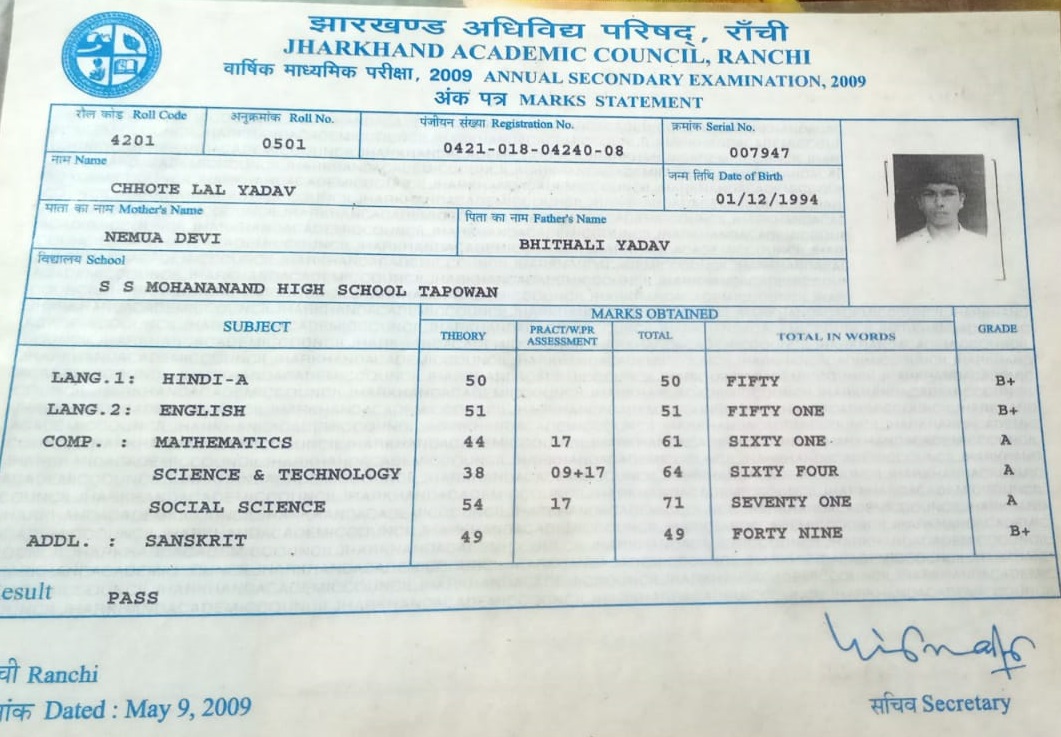 झारखण्ड अधिविद्य परिषद्, राँची
JHARKHAND ACADEMIC COUNCIL, RANCHI
वार्षिक माध्यमिक परीक्षा, 2009 ANNUAL SECONDARY EXAMINATION, 2009
अंक पत्र MARKS STATEMENT
रौल कोड Roll Code अनुक्रमांक Roll No. पंजीयन संख्या Registration No. क्रमांक Serial No.
4201 0501 0421-018-04240-08 007947
नाम Name जन्म तिथि Date of Birth
CHHOTE LAL YADAV 01/12/1994
माता का नाम Mother's Name पिता का नाम Father's Name
NEMUA DEVI BHITHALI YADAV
विद्यालय School
S S MOHANANAND HIGH SCHOOL TAPOWAN
SUBJECT MARKS OBTAINED GRADE
THEORY PRACT/W.PR ASSESSMENT TOTAL TOTAL IN WORDS
LANG.1: HINDI-A 50 50 FIFTY B+
LANG.2: ENGLISH 51 51 FIFTY ONE B+
COMP. : MATHEMATICS 44 17 61 SIXTY ONE A
SCIENCE & TECHNOLOGY 38 09+17 64 SIXTY FOUR A
SOCIAL SCIENCE 54 17 71 SEVENTY ONE A
ADDL. : SANSKRIT 49 49 FORTY NINE B+
esult PASS
ची Ranchi
ांक Dated : May 9, 2009
सचिव Secretary